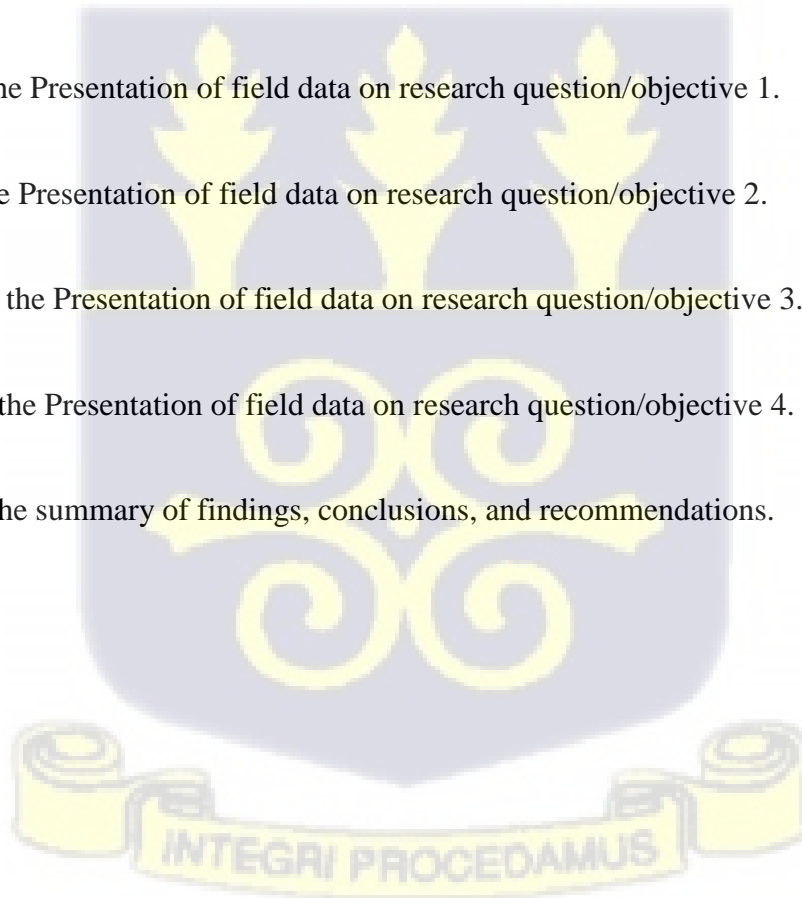 he Presentation of field data on research question/objective 1.
e Presentation of field data on research question/objective 2.
the Presentation of field data on research question/objective 3.
the Presentation of field data on research question/objective 4.
he summary of findings, conclusions, and recommendations.
INTEGRI PROCEDAMUS